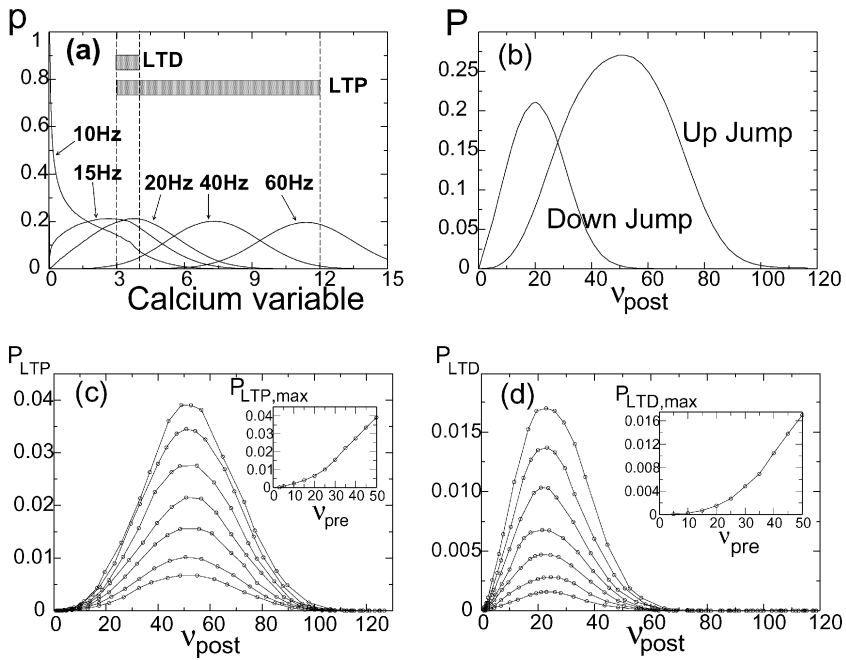 p
(a)
LTD
LTP
10Hz
15Hz
20Hz
40Hz
60Hz
1
0.8
0.6
0.4
0.2
0
0 3 6 9 12 15
Calcium variable
P
(b)
Up Jump
Down Jump
0.25
0.2
0.15
0.1
0.05
0
0 20 40 60 80 100 120
νpost
PLTP
(c)
0.04
0.03
0.02
0.01
0
0 20 40 60 80 100 120
νpost
PLTP,max
0.04
0.03
0.02
0.01
0 10 20 30 40 50
νpre
PLTD
(d)
0.015
0.010
0.005
0
0 20 40 60 80 100 120
νpost
PLTD,max
0.016
0.012
0.008
0.004
0
0 10 20 30 40 50
νpre